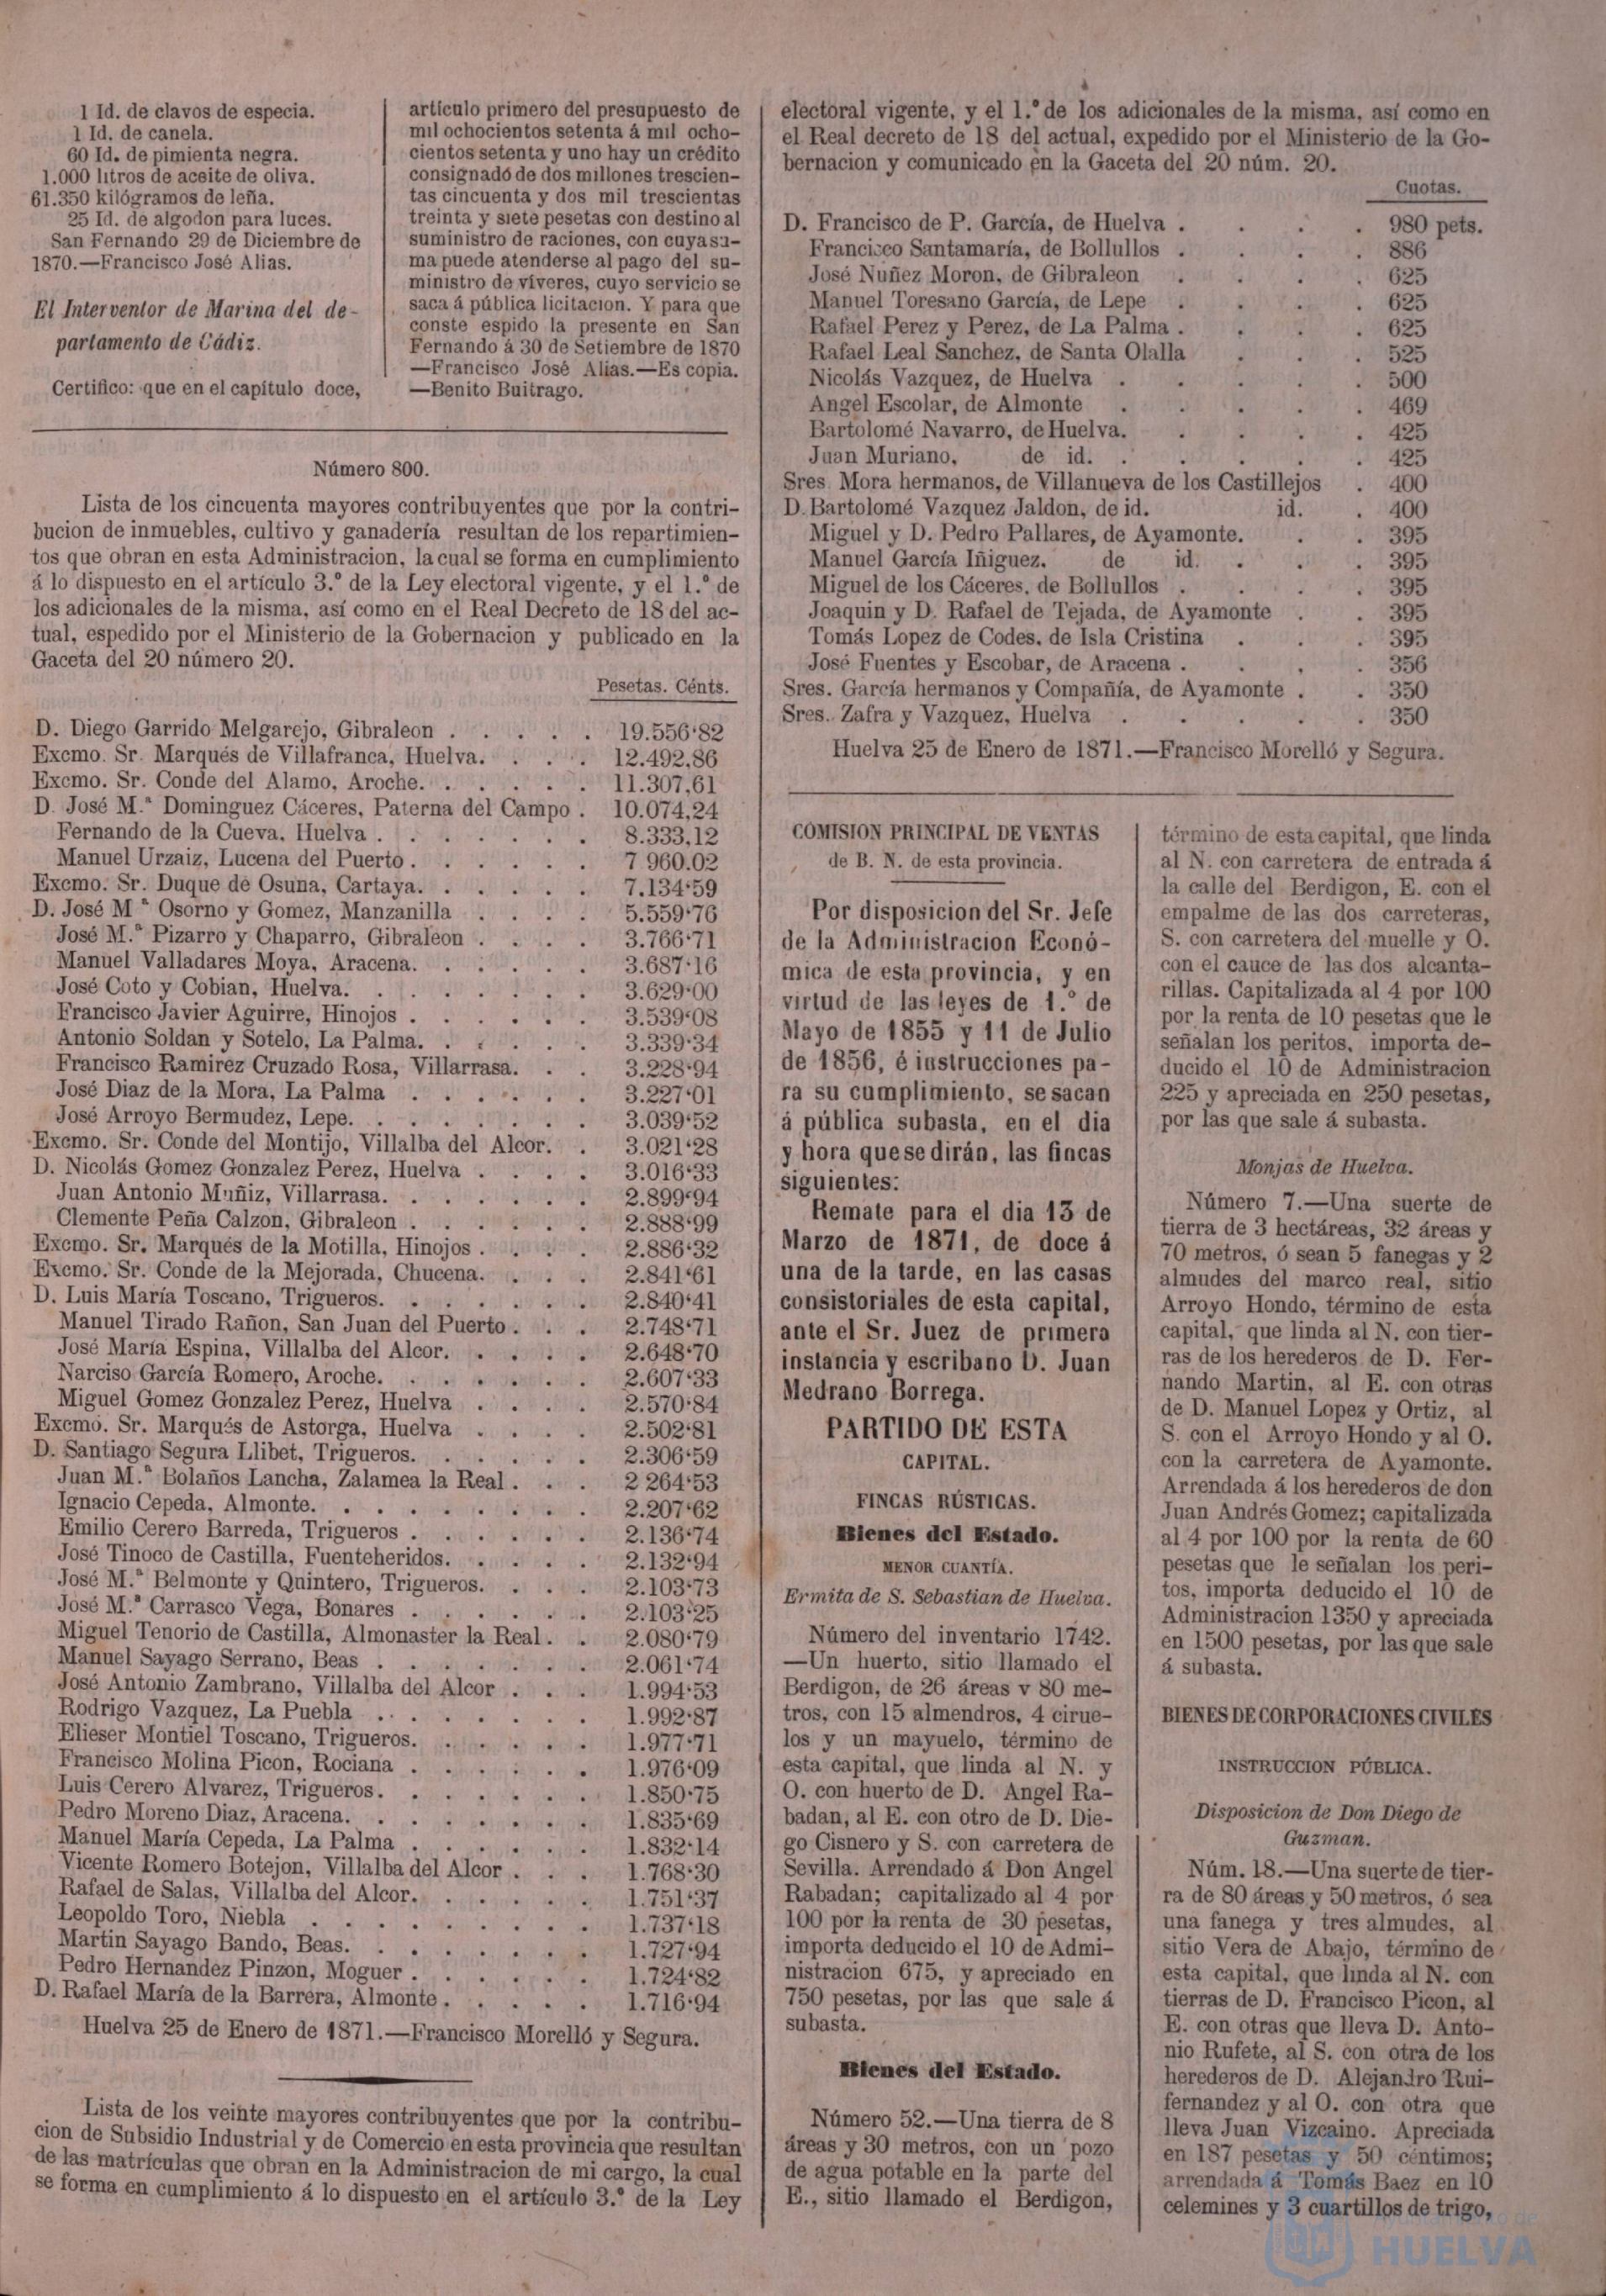 1 Id. de clavos de especia.
1 Id. de canela.
60 Id. de pimienta negra.
1.000 litros de aceite de oliva.
61.350 kilógramos de leña.
25 Id. de algodon para luces.
San Fernando 29 de Diciembre de
1870.—Francisco José Alias.
El Interventor de Marina del de-
partamento de Cádiz.
Certifico: que en el capítulo doce,
artículo primero del presupuesto de
mil ochocientos setenta á mil ocho-
cientos setenta y uno hay un crédito
consignado de dos millones trescien-
tas cincuenta y dos mil trescientas
treinta y siete pesetas con destino al
suministro de raciones, con cuya su-
ma puede atenderse al pago del su-
ministro de víveres, cuyo servicio se
saca á pública licitacion. Y para que
conste espido la presente en San
Fernando á 30 de Setiembre de 1870
—Francisco José Alias.—Es copia.
—Benito Buitrago.
Número 800.
Lista de los cincuenta mayores contribuyentes que por la contri-
bucion de inmuebles, cultivo y ganadería resultan de los repartimien-
tos que obran en esta Administracion, la cual se forma en cumplimiento
á lo dispuesto en el artículo 3.º de la Ley electoral vigente, y el 1.º de
los adicionales de la misma, así como en el Real Decreto de 18 del ac-
tual, espedido por el Ministerio de la Gobernacion y publicado en la
Gaceta del 20 número 20.
Pesetas. Cénts.
D. Diego Garrido Melgarejo, Gibraleon . . . . . 19.556'82
Excmo. Sr. Marqués de Villafranca, Huelva. . . . 12.492,86
Excmo. Sr. Conde del Alamo, Aroche. . . . . . 11.307,61
D. José M.ª Dominguez Cáceres, Paterna del Campo . 10.074,24
Fernando de la Cueva, Huelva . . . . . . . 8.333,12
Manuel Urzaiz, Lucena del Puerto . . . . . . 7 960.02
Excmo. Sr. Duque de Osuna, Cartaya. . . . . . 7.134'59
D. José M ª Osorno y Gomez, Manzanilla . . . . 5.559'76
José M.ª Pizarro y Chaparro, Gibraleon . . . . 3.766'71
Manuel Valladares Moya, Aracena. . . . . . 3.687'16
José Coto y Cobian, Huelva. . . . . . . . 3.629'00
Francisco Javier Aguirre, Hinojos . . . . . . 3.539'08
Antonio Soldan y Sotelo, La Palma. . . . . . 3.339'34
Francisco Ramirez Cruzado Rosa, Villarrasa. . . 3.228'94
José Diaz de la Mora, La Palma . . . . . . 3.227'01
José Arroyo Bermudez, Lepe. . . . . . . . 3.039'52
Excmo. Sr. Conde del Montijo, Villalba del Alcor. . 3.021'28
D. Nicolás Gomez Gonzalez Perez, Huelva . . . . 3.016'33
Juan Antonio Muñiz, Villarrasa. . . . . . . 2.899'94
Clemente Peña Calzon, Gibraleon . . . . . . 2.888'99
Excmo. Sr. Marqués de la Motilla, Hinojos . . . . 2.886'32
Excmo. Sr. Conde de la Mejorada, Chucena. . . . 2.841'61
D. Luis María Toscano, Trigueros. . . . . . . 2.840'41
Manuel Tirado Rañon, San Juan del Puerto . . . 2.748'71
José María Espina, Villalba del Alcor. . . . . 2.648'70
Narciso García Romero, Aroche. . . . . . . 2.607'33
Miguel Gomez Gonzalez Perez, Huelva . . . . 2.570'84
Excmo. Sr. Marqués de Astorga, Huelva . . . . 2.502'81
D. Santiago Segura Llibet, Trigueros. . . . . . 2.306'59
Juan M.ª Bolaños Lancha, Zalamea la Real . . . 2 264'53
Ignacio Cepeda, Almonte. . . . . . . . . 2.207'62
Emilio Cerero Barreda, Trigueros . . . . . . 2.136'74
José Tinoco de Castilla, Fuenteheridos. . . . . 2.132'94
José M.ª Belmonte y Quintero, Trigueros. . . . 2.103'73
José M.ª Carrasco Vega, Bonares . . . . . . 2.103'25
Miguel Tenorio de Castilla, Almonaster la Real. . 2.080'79
Manuel Sayago Serrano, Beas . . . . . . . 2.061'74
José Antonio Zambrano, Villalba del Alcor . . . 1.994'53
Rodrigo Vazquez, La Puebla . . . . . . . 1.992'87
Elieser Montiel Toscano, Trigueros. . . . . . 1.977'71
Francisco Molina Picon, Rociana . . . . . . 1.976'09
Luis Cerero Alvarez, Trigueros. . . . . . . 1.850'75
Pedro Moreno Diaz, Aracena. . . . . . . . 1.835'69
Manuel María Cepeda, La Palma . . . . . . 1.832'14
Vicente Romero Botejon, Villalba del Alcor . . . 1.768'30
Rafael de Salas, Villalba del Alcor. . . . . . 1.751'37
Leopoldo Toro, Niebla . . . . . . . . . 1.737'18
Martin Sayago Bando, Beas. . . . . . . . 1.727'94
Pedro Hernandez Pinzon, Moguer . . . . . . 1.724'82
D. Rafael María de la Barrera, Almonte . . . . . 1.716'94
Huelva 25 de Enero de 1871.—Francisco Morelló y Segura.
Lista de los veinte mayores contribuyentes que por la contribu-
cion de Subsidio Industrial y de Comercio en esta provincia que resultan
de las matrículas que obran en la Administracion de mi cargo, la cual
se forma en cumplimiento á lo dispuesto en el artículo 3.º de la Ley
electoral vigente, y el 1.º de los adicionales de la misma, así como en
el Real decreto de 18 del actual, expedido por el Ministerio de la Go-
bernacion y comunicado en la Gaceta del 20 núm. 20.
Cuotas.
D. Francisco de P. García, de Huelva . . . . 980 pets.
Francisco Santamaría, de Bollullos . . . . 886
José Nuñez Moron, de Gibraleon . . . . 625
Manuel Toresano García, de Lepe . . . . 625
Rafael Perez y Perez, de La Palma . . . . 625
Rafael Leal Sanchez, de Santa Olalla . . . 525
Nicolás Vazquez, de Huelva . . . . . 500
Angel Escolar, de Almonte . . . . . 469
Bartolomé Navarro, de Huelva. . . . . 425
Juan Muriano, de id. . . . . . 425
Sres. Mora hermanos, de Villanueva de los Castillejos . 400
D. Bartolomé Vazquez Jaldon, de id. id. . 400
Miguel y D. Pedro Pallares, de Ayamonte. . . 395
Manuel García Iñiguez. de id. . . . 395
Miguel de los Cáceres, de Bollullos . . . . 395
Joaquin y D. Rafael de Tejada, de Ayamonte . . 395
Tomás Lopez de Codes, de Isla Cristina . . . 395
José Fuentes y Escobar, de Aracena . . . . 356
Sres. García hermanos y Compañía, de Ayamonte . . 350
Sres. Zafra y Vazquez, Huelva . . . . . 350
Huelva 25 de Enero de 1871.—Francisco Morelló y Segura.
COMISION PRINCIPAL DE VENTAS
de B. N. de esta provincia.
Por disposicion del Sr. Jefe
de la Administracion Econó-
mica de esta provincia, y en
virtud de las leyes de 1.º de
Mayo de 1855 y 11 de Julio
de 1856, é instrucciones pa-
ra su cumplimiento, se sacan
á pública subasta, en el dia
y hora que se dirán, las fincas
siguientes:
Remate para el dia 13 de
Marzo de 1871, de doce á
una de la tarde, en las casas
consistoriales de esta capital,
ante el Sr. Juez de primera
instancia y escribano D. Juan
Medrano Borrega.
PARTIDO DE ESTA
CAPITAL.
FINCAS RÚSTICAS.
Bienes del Estado.
MENOR CUANTÍA.
Ermita de S. Sebastian de Huelva.
Número del inventario 1742.
—Un huerto, sitio llamado el
Berdigon, de 26 áreas y 80 me-
tros, con 15 almendros, 4 cirue-
los y un mayuelo, término de
esta capital, que linda al N. y
O. con huerto de D. Angel Ra-
badan, al E. con otro de D. Die-
go Cisnero y S. con carretera de
Sevilla. Arrendado á Don Angel
Rabadan; capitalizado al 4 por
100 por la renta de 30 pesetas,
importa deducido el 10 de Admi-
nistracion 675, y apreciado en
750 pesetas, por las que sale á
subasta.
Bienes del Estado.
Número 52.—Una tierra de 8
áreas y 30 metros, con un pozo
de agua potable en la parte del
E., sitio llamado el Berdigon,
término de esta capital, que linda
al N. con carretera de entrada á
la calle del Berdigon, E. con el
empalme de las dos carreteras,
S. con carretera del muelle y O.
con el cauce de las dos alcanta-
rillas. Capitalizada al 4 por 100
por la renta de 10 pesetas que le
señalan los peritos, importa de-
ducido el 10 de Administracion
225 y apreciada en 250 pesetas,
por las que sale á subasta.
Monjas de Huelva.
Número 7.—Una suerte de
tierra de 3 hectáreas, 32 áreas y
70 metros, ó sean 5 fanegas y 2
almudes del marco real, sitio
Arroyo Hondo, término de esta
capital, que linda al N. con tier-
ras de los herederos de D. Fer-
nando Martin, al E. con otras
de D. Manuel Lopez y Ortiz, al
S. con el Arroyo Hondo y al O.
con la carretera de Ayamonte.
Arrendada á los herederos de don
Juan Andrés Gomez; capitalizada
al 4 por 100 por la renta de 60
pesetas que le señalan los peri-
tos, importa deducido el 10 de
Administracion 1350 y apreciada
en 1500 pesetas, por las que sale
á subasta.
BIENES DE CORPORACIONES CIVILES
INSTRUCCION PÚBLICA.
Disposicion de Don Diego de
Guzman.
Núm. 18.—Una suerte de tier-
ra de 80 áreas y 50 metros, ó sea
una fanega y tres almudes, al
sitio Vera de Abajo, término de
esta capital, que linda al N. con
tierras de D. Francisco Picon, al
E. con otras que lleva D. Anto-
nio Rufete, al S. con otra de los
herederos de D. Alejandro Rui-
fernandez y al O. con otra que
lleva Juan Vizcaino. Apreciada
en 187 pesetas y 50 céntimos;
arrendada á Tomás Baez en 10
celemines y 3 cuartillos de trigo,
HUELVA